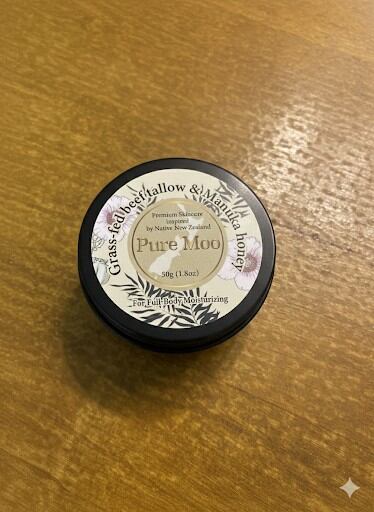 Grass-fed beef tallow & Manuka honey
Premium Skincare
inspired
by Native New Zealand
Pure Moo
50g (1.8oz)
For Full-Body Moisturizing